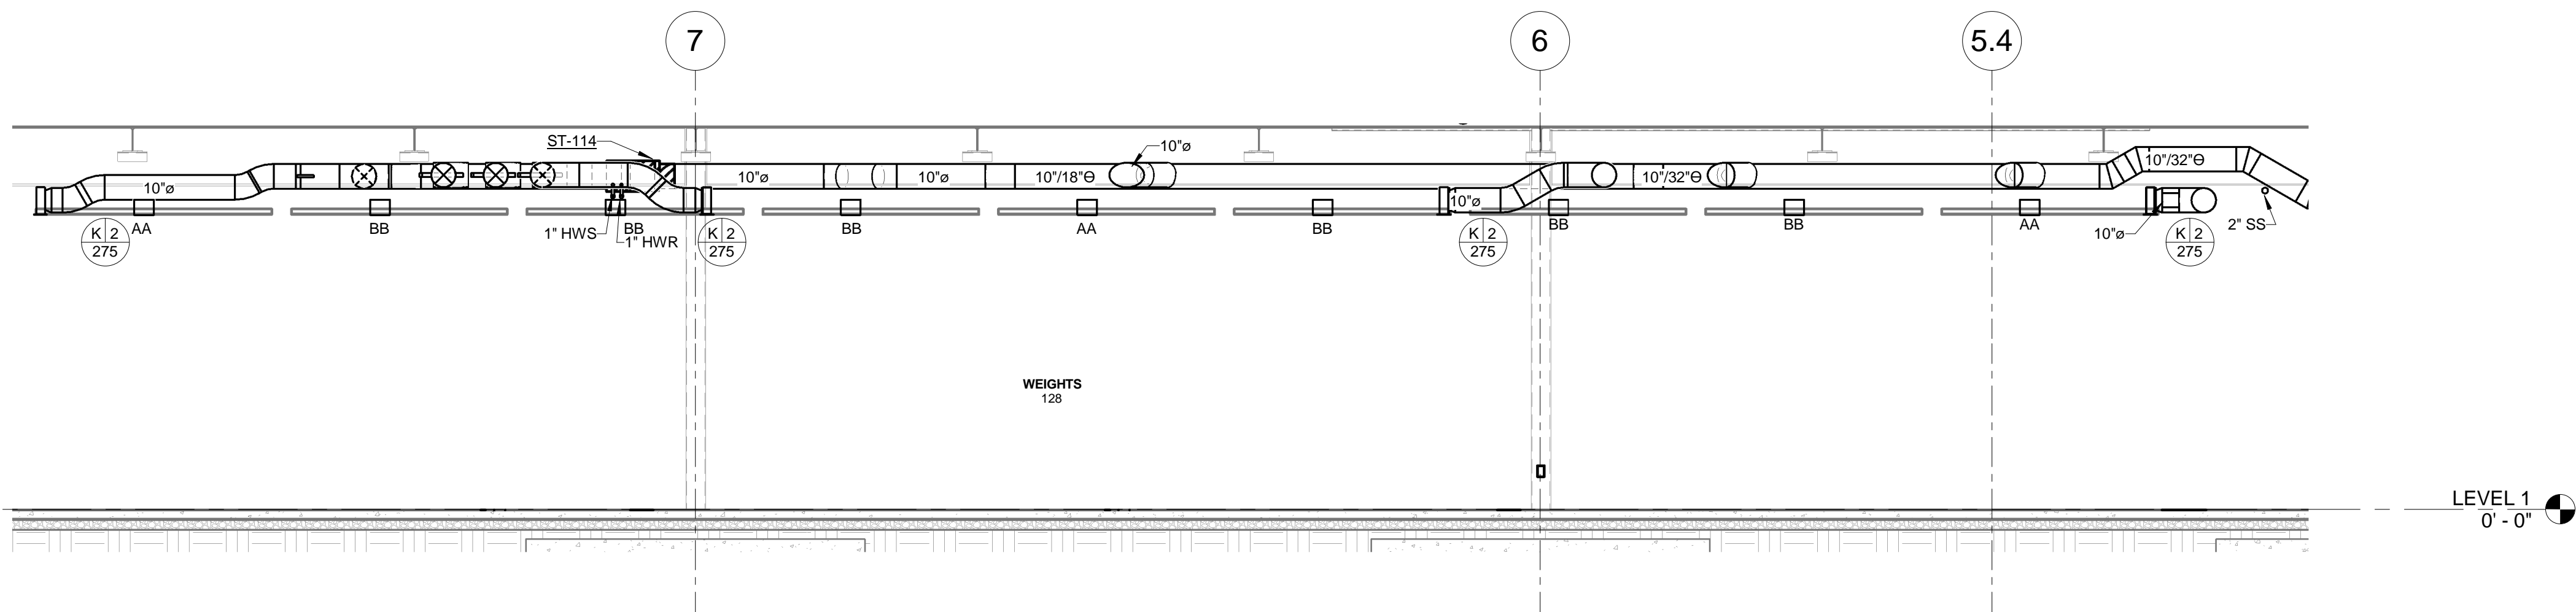 7
6
5.4
ST-114
10"ø
10"ø
10"ø
10"ø
10"/18"Ꝋ
10"/32"Ꝋ
10"/32"Ꝋ
10"ø
AA
BB
BB
BB
AA
BB
BB
BB
AA
K 2
275
1" HWS
1" HWR
K 2
275
K 2
275
10"ø
K 2
275
2" SS
WEIGHTS
128
LEVEL 1
0' - 0"